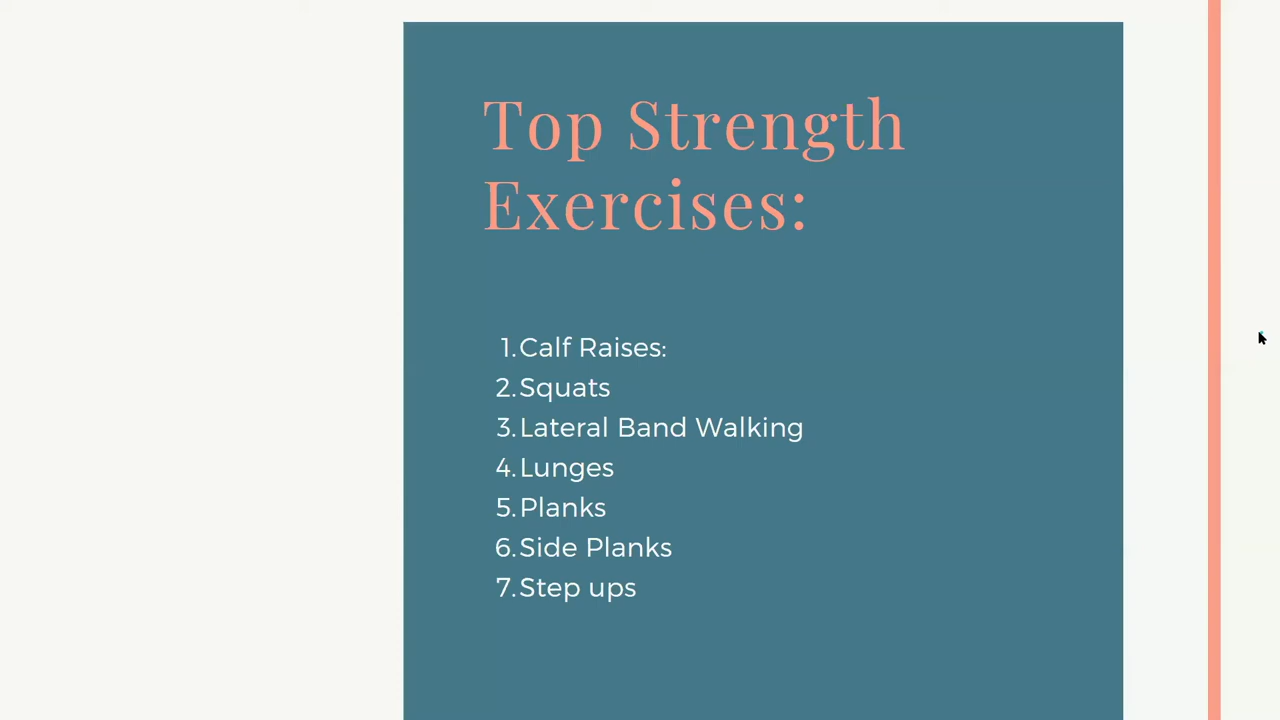 Top Strength
Exercises:
1. Calf Raises:
2. Squats
3. Lateral Band Walking
4. Lunges
5. Planks
6. Side Planks
7. Step ups